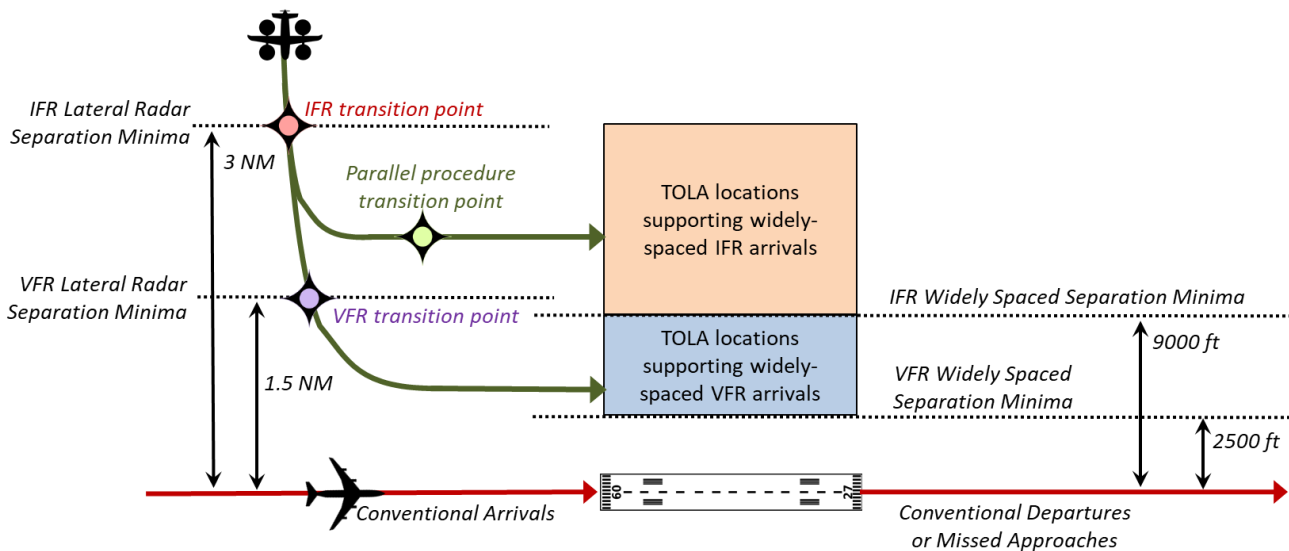 IFR Lateral Radar
Separation Minima
IFR transition point
3 NM
Parallel procedure
transition point
TOLA locations
supporting widely-
spaced IFR arrivals
VFR Lateral Radar
Separation Minima
VFR transition point
IFR Widely Spaced Separation Minima
9000 ft
TOLA locations
supporting widely-
spaced VFR arrivals
VFR Widely Spaced
Separation Minima
1.5 NM
2500 ft
09
27
Conventional Arrivals
Conventional Departures
or Missed Approaches